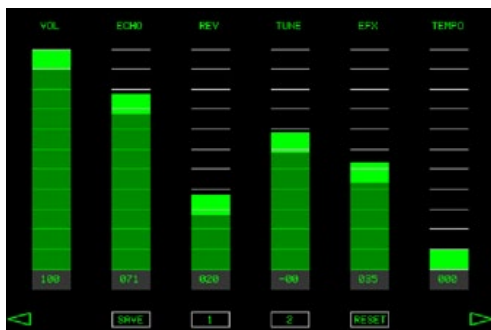 VOL ECHO REV TUNE EFX TEMPO
100 071 020 -00 035 000
SAVE 1 2 RESET